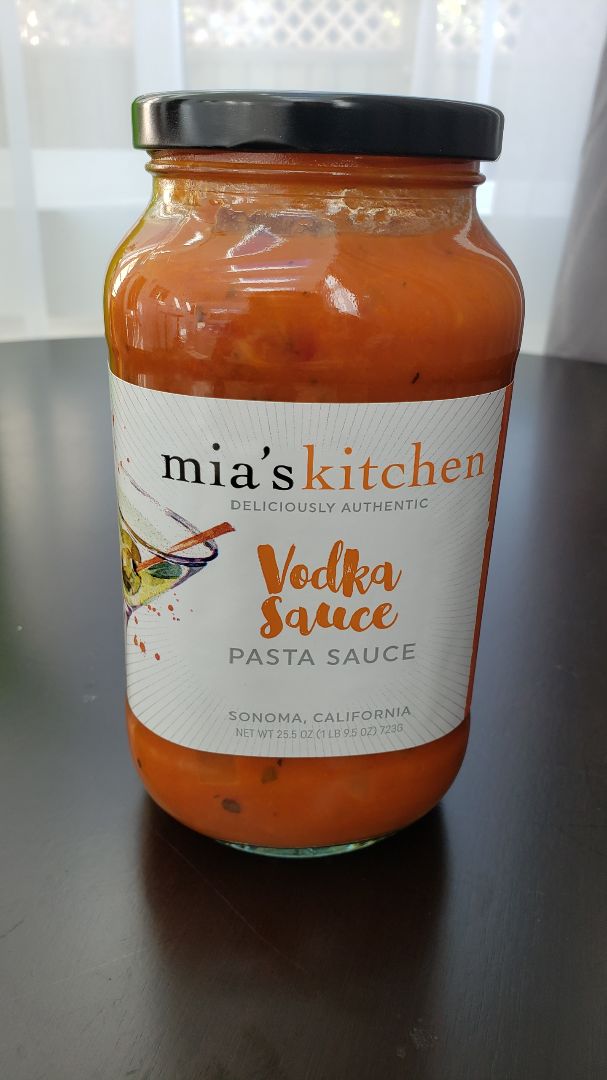 mia's kitchen
DELICIOUSLY AUTHENTIC
Vodka
Sauce
PASTA SAUCE
SONOMA, CALIFORNIA
NET WT 25.5 OZ (1 LB 9.5 OZ) 723G